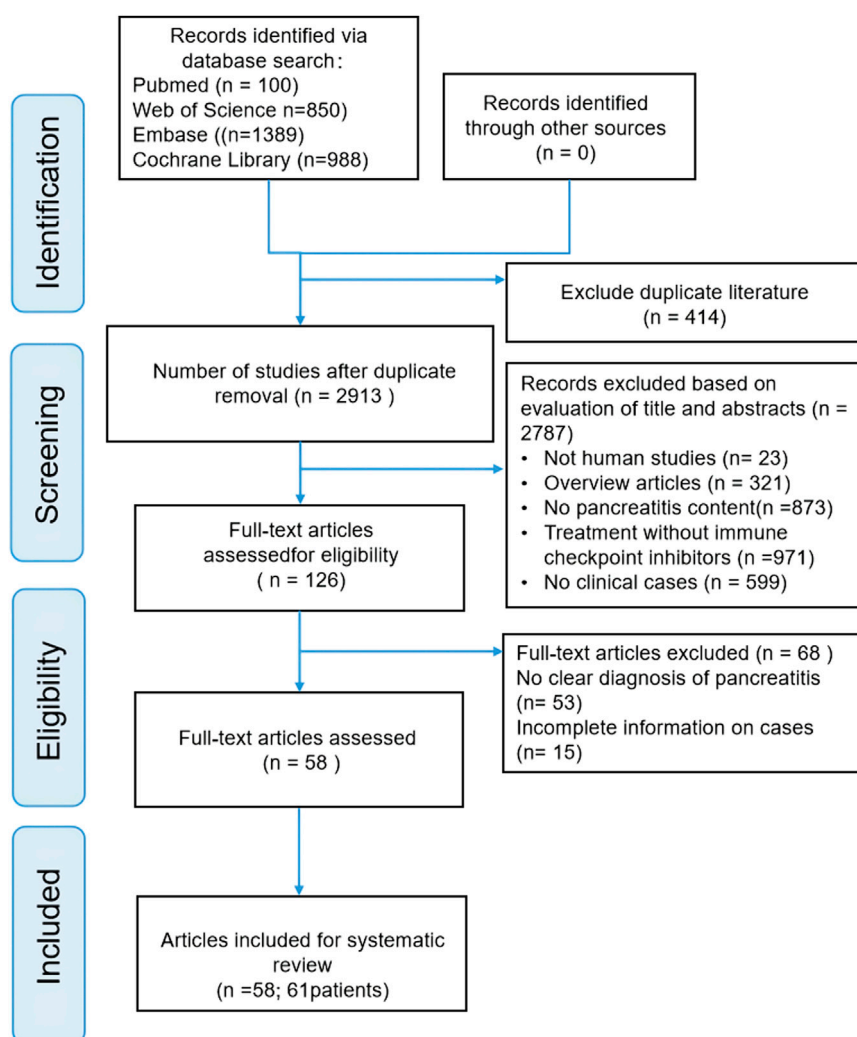 Records identified via
database search：
Pubmed (n = 100)
Web of Science n=850)
Embase ((n=1389)
Cochrane Library (n=988)
Records identified
through other sources
(n = 0)
Identification
Exclude duplicate literature
(n = 414)
Number of studies after duplicate
removal (n = 2913 )
Screening
Records excluded based on
evaluation of title and abstracts (n =
2787)
• Not human studies (n= 23)
• Overview articles (n = 321)
• No pancreatitis content(n =873)
• Treatment without immune
checkpoint inhibitors (n =971)
• No clinical cases (n = 599)
Full-text articles
assessedfor eligibility
( n = 126)
Eligibility
Full-text articles excluded (n = 68 )
No clear diagnosis of pancreatitis
(n= 53)
Incomplete information on cases
(n= 15)
Full-text articles assessed
(n = 58 )
Included
Articles included for systematic
review
(n =58; 61patients)